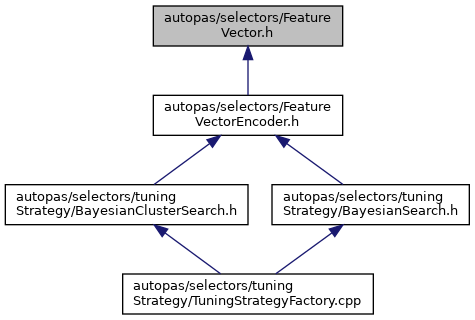 autopas/selectors/Feature
Vector.h
autopas/selectors/Feature
VectorEncoder.h
autopas/selectors/tuning
Strategy/BayesianClusterSearch.h
autopas/selectors/tuning
Strategy/BayesianSearch.h
autopas/selectors/tuning
Strategy/TuningStrategyFactory.cpp